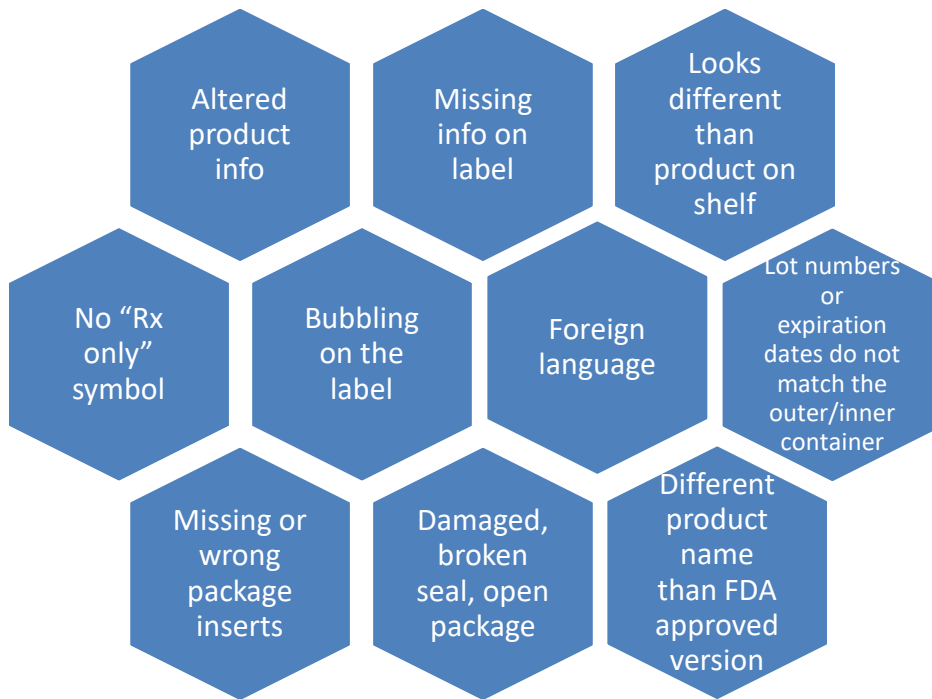 Altered
product
info
Missing
info on
label
Looks
different
than
product on
shelf
No “Rx
only”
symbol
Bubbling
on the
label
Foreign
language
Lot numbers
or
expiration
dates do not
match the
outer/inner
container
Missing or
wrong
package
inserts
Damaged,
broken
seal, open
package
Different
product
name
than FDA
approved
version